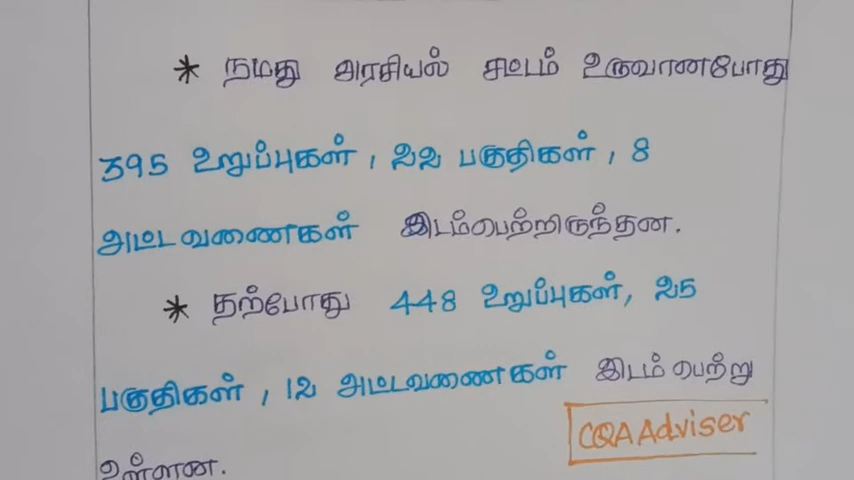 * நமது அரசியல் சட்டம் உருவானபோது
395 உறுப்புகள், 22 பகுதிகள், 8
அட்டவணைகள் இடம்பெற்றிருந்தன.
* தற்போது 448 உறுப்புகள், 25
பகுதிகள், 12 அட்டவணைகள் இடம் பெற்று
உள்ளன.
CQA Adviser